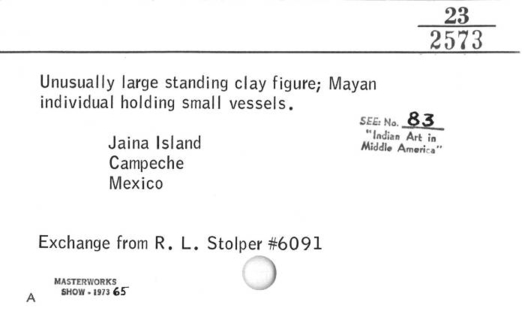 23
2573
Unusually large standing clay figure; Mayan
individual holding small vessels.
SEE: No. 83
"Indian Art in
Middle America"
Jaina Island
Campeche
Mexico
Exchange from R. L. Stolper #6091
MASTERWORKS
SHOW - 1973 65
A